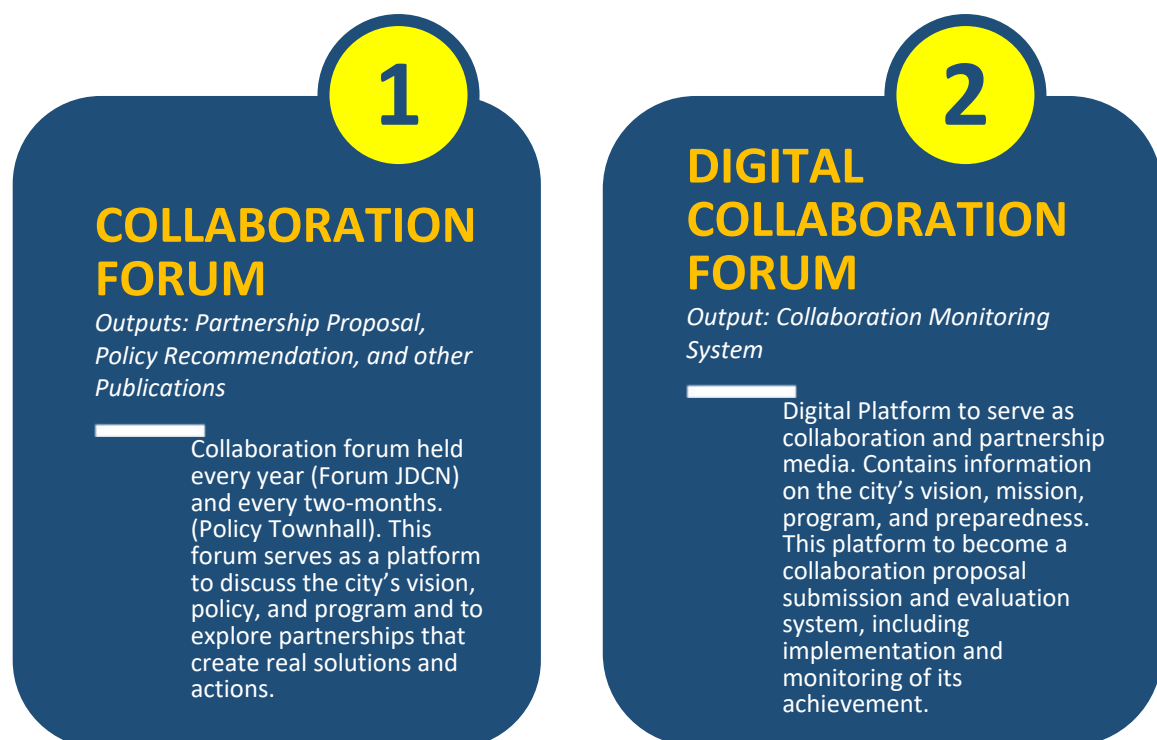 1
COLLABORATION
FORUM
Outputs: Partnership Proposal,
Policy Recommendation, and other
Publications
Collaboration forum held
every year (Forum JDCN)
and every two-months.
(Policy Townhall). This
forum serves as a platform
to discuss the city’s vision,
policy, and program and to
explore partnerships that
create real solutions and
actions.
2
DIGITAL
COLLABORATION
FORUM
Output: Collaboration Monitoring
System
Digital Platform to serve as
collaboration and partnership
media. Contains information
on the city’s vision, mission,
program, and preparedness.
This platform to become a
collaboration proposal
submission and evaluation
system, including
implementation and
monitoring of its
achievement.